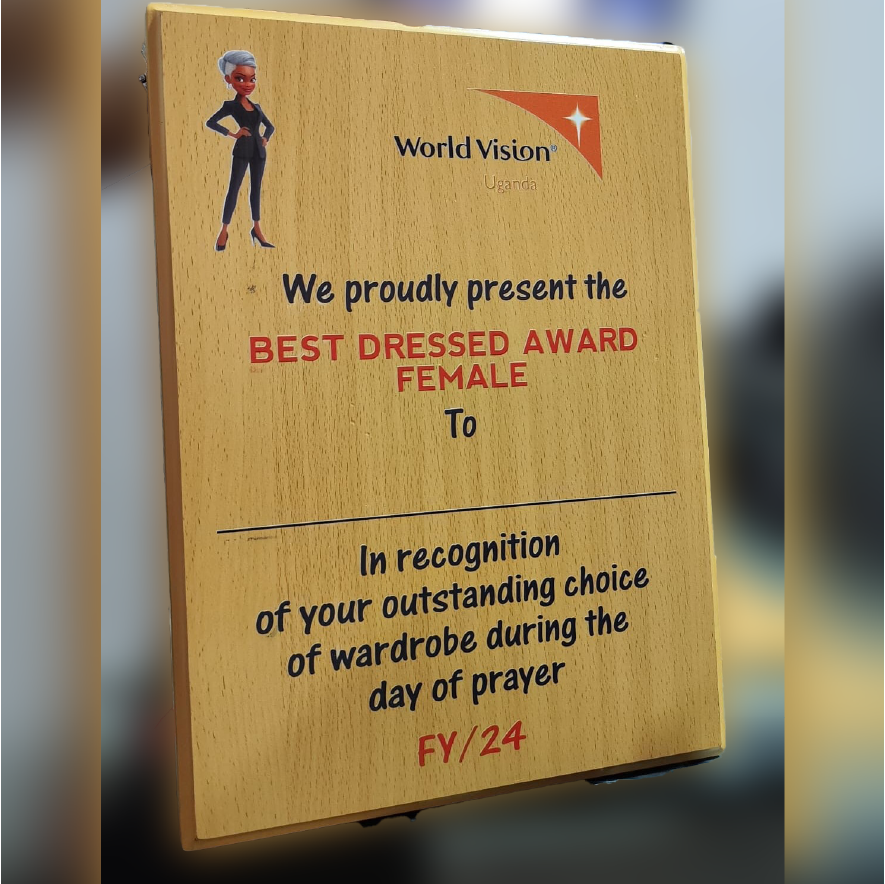 World Vision®
Uganda
We proudly present the
BEST DRESSED AWARD
FEMALE
To
In recognition
of your outstanding choice
of wardrobe during the
day of prayer
FY/24